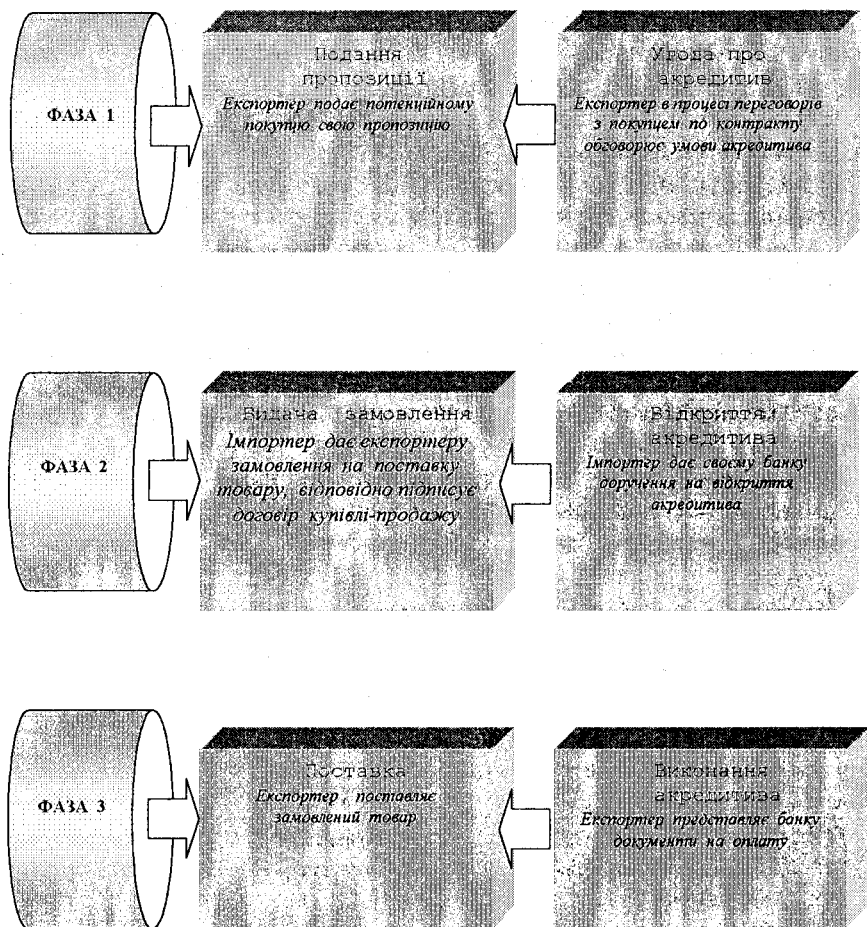 ФАЗА 1
Подання
пропозиції
Експортер подає потенційному
покупцю свою пропозицію
Угода про
акредитив
Експортер в процесі переговорів
з покупцем по контракту
обговорює умови акредитива
ФАЗА 2
Видача замовлення
Імпортер дає експортеру
замовлення на поставку
товару, відповідно підписує
договір купівлі-продажу
Відкриття
акредитива
Імпортер дає своєму банку
доручення на відкриття
акредитива
ФАЗА 3
Поставка
Експортер поставляє
замовлений товар
Виконання
акредитива
Експортер представляє банку
документи на оплату